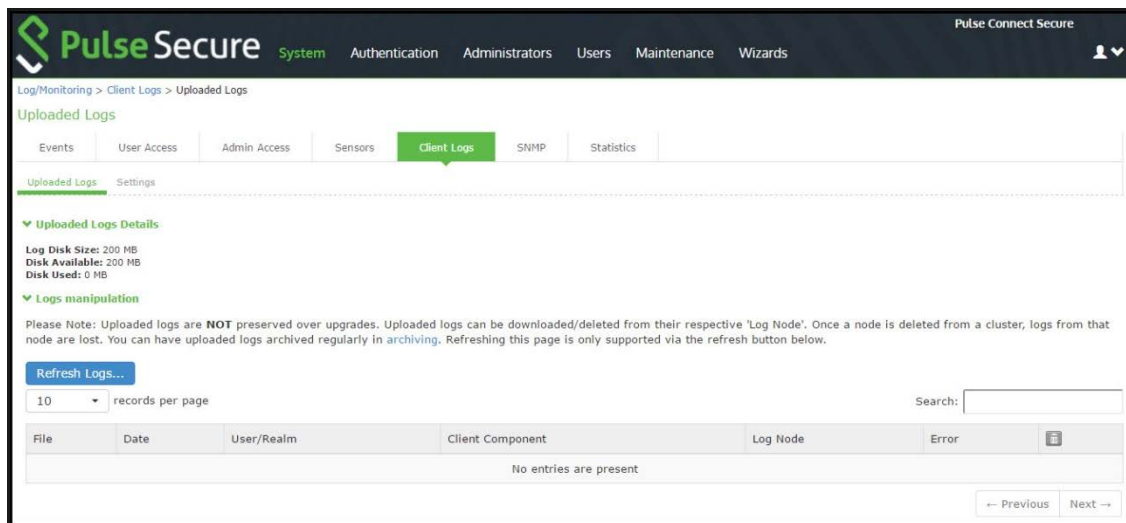 Pulse Connect Secure
Pulse Secure System Authentication Administrators Users Maintenance Wizards
Log/Monitoring > Client Logs > Uploaded Logs
Uploaded Logs
Events User Access Admin Access Sensors Client Logs SNMP Statistics
Uploaded Logs Settings
Uploaded Logs Details
Log Disk Size: 200 MB
Disk Available: 200 MB
Disk Used: 0 MB
Logs manipulation
Please Note: Uploaded logs are NOT preserved over upgrades. Uploaded logs can be downloaded/deleted from their respective 'Log Node'. Once a node is deleted from a cluster, logs from that
node are lost. You can have uploaded logs archived regularly in archiving. Refreshing this page is only supported via the refresh button below.
Refresh Logs...
10 records per page Search:
File Date User/Realm Client Component Log Node Error
No entries are present
← Previous Next →